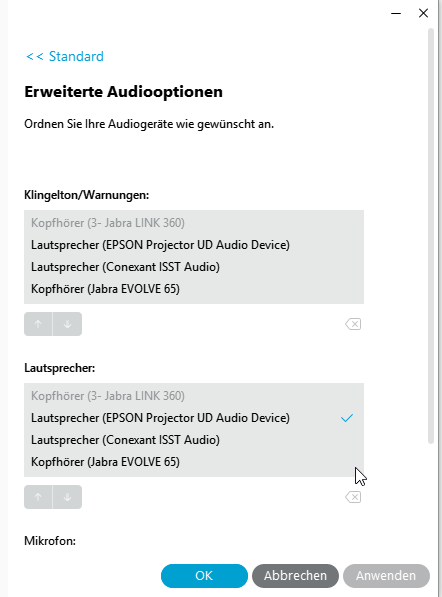 << Standard
Erweiterte Audiooptionen
Ordnen Sie Ihre Audiogeräte wie gewünscht an.
Klingelton/Warnungen:
Kopfhörer (3- Jabra LINK 360)
Lautsprecher (EPSON Projector UD Audio Device)
Lautsprecher (Conexant ISST Audio)
Kopfhörer (Jabra EVOLVE 65)
Lautsprecher:
Kopfhörer (3- Jabra LINK 360)
Lautsprecher (EPSON Projector UD Audio Device)
Lautsprecher (Conexant ISST Audio)
Kopfhörer (Jabra EVOLVE 65)
Mikrofon:
OK Abbrechen Anwenden